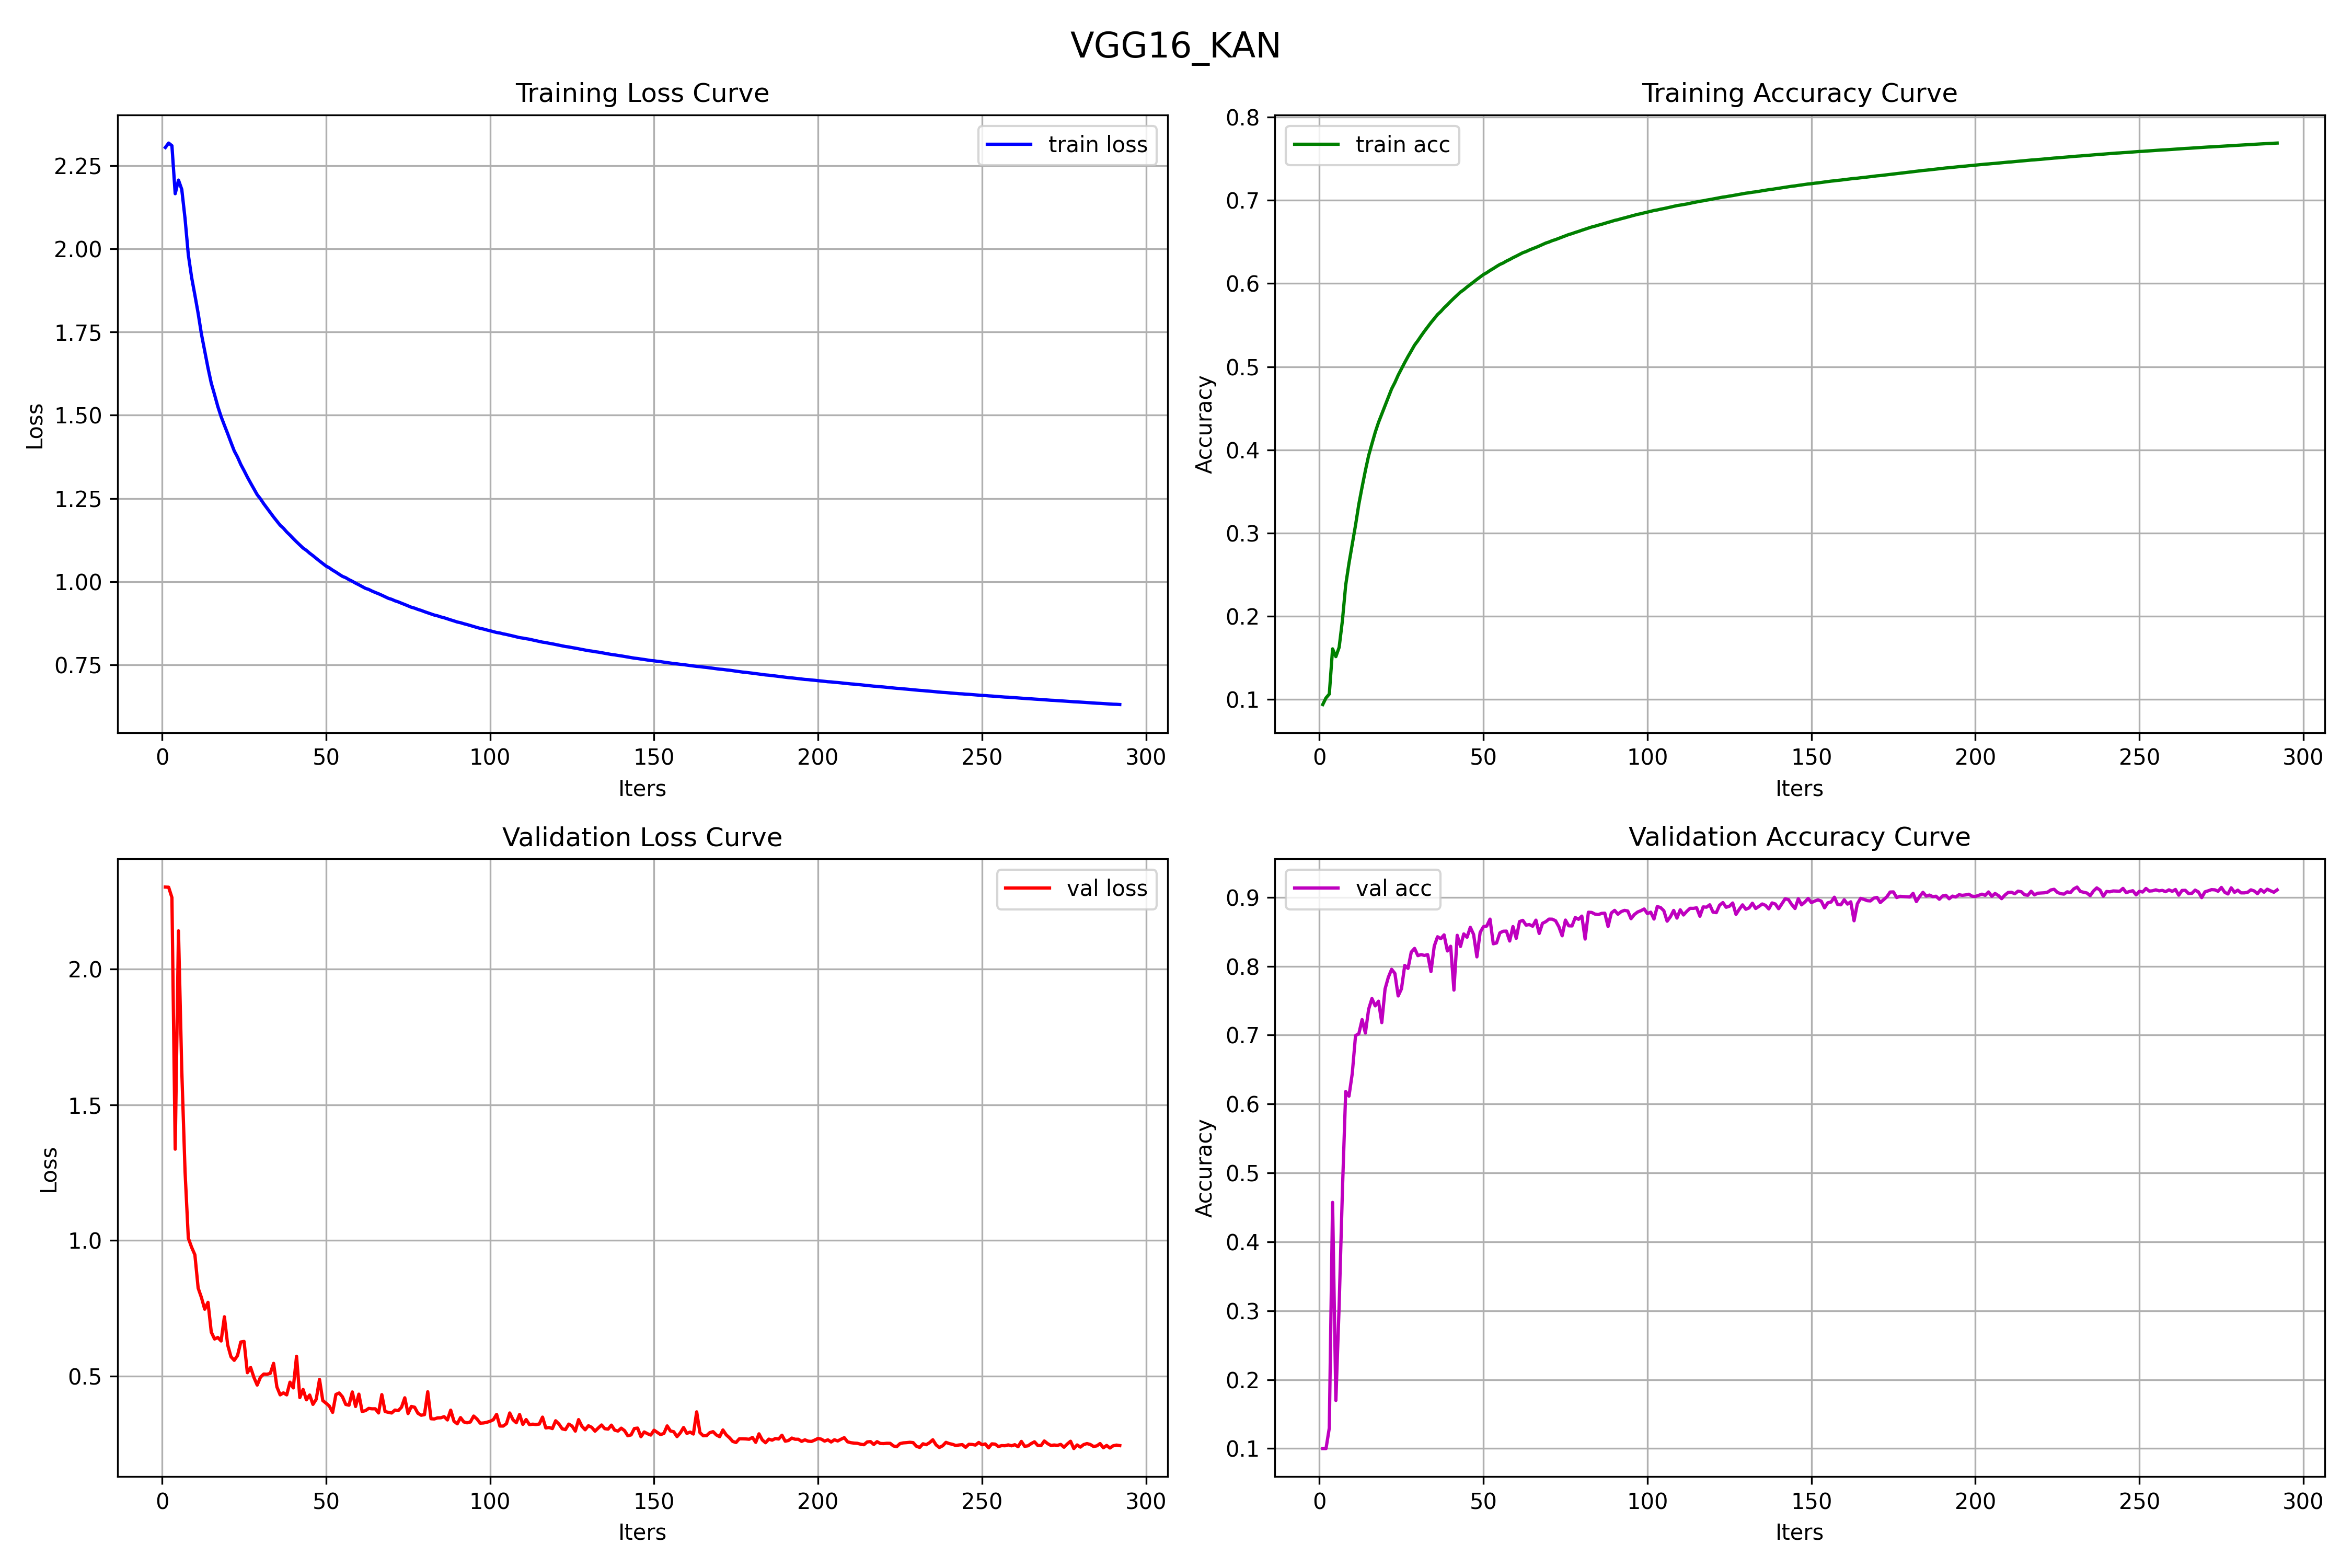 VGG16_KAN
Training Loss Curve
train loss
2.25
2.00
1.75
1.50
1.25
1.00
0.75
Loss
0 50 100 150 200 250 300
Iters
Training Accuracy Curve
train acc
0.8
0.7
0.6
0.5
0.4
0.3
0.2
0.1
Accuracy
0 50 100 150 200 250 300
Iters
Validation Loss Curve
val loss
2.0
1.5
1.0
0.5
Loss
0 50 100 150 200 250 300
Iters
Validation Accuracy Curve
val acc
0.9
0.8
0.7
0.6
0.5
0.4
0.3
0.2
0.1
Accuracy
0 50 100 150 200 250 300
Iters